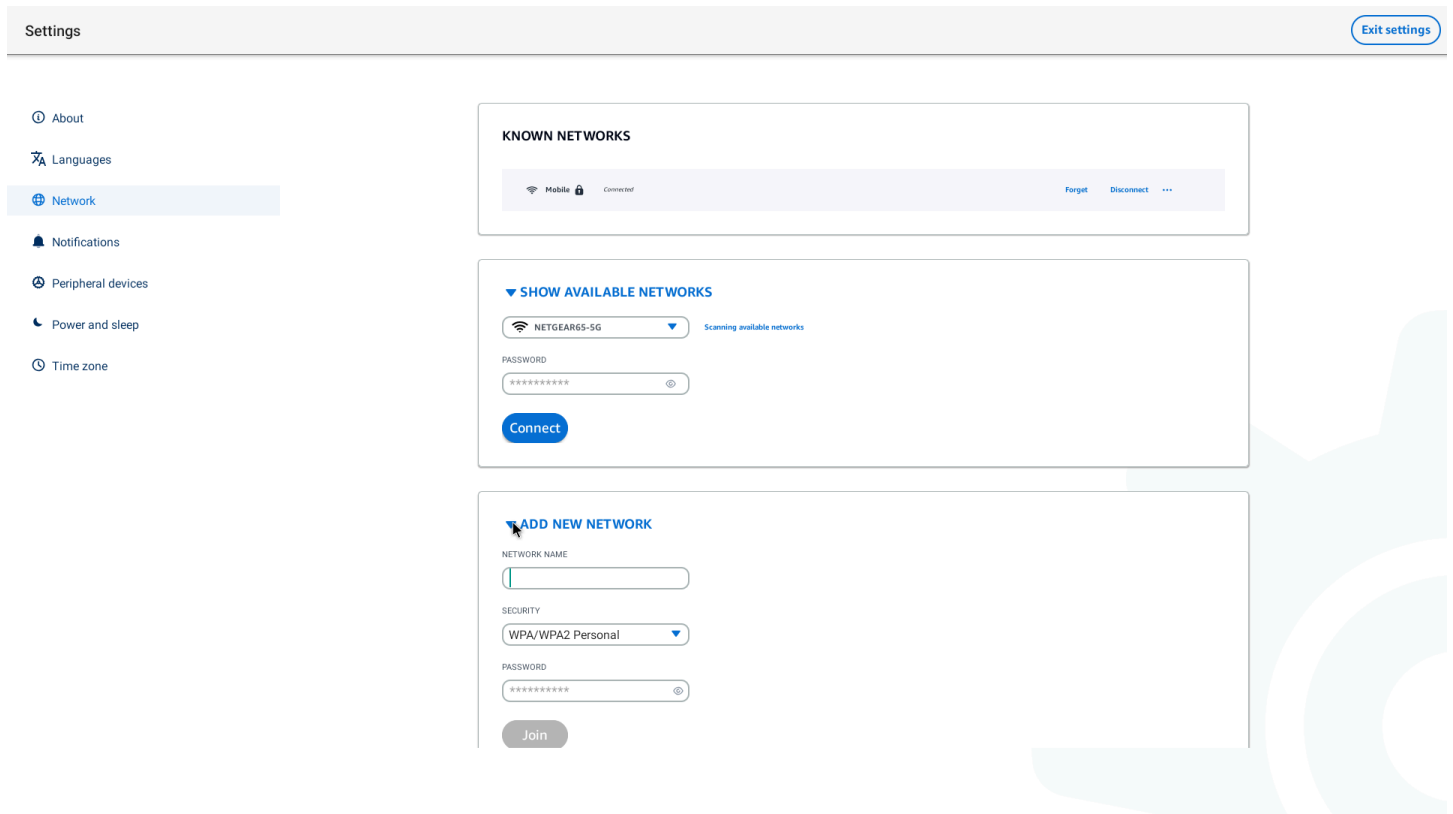 Settings
Exit settings
About
Languages
Network
Notifications
Peripheral devices
Power and sleep
Time zone
KNOWN NETWORKS
Mobile Connected Forget Disconnect ...
SHOW AVAILABLE NETWORKS
NETGEAR65-5G Scanning available networks
PASSWORD
**********
Connect
ADD NEW NETWORK
NETWORK NAME
SECURITY
WPA/WPA2 Personal
PASSWORD
**********
Join